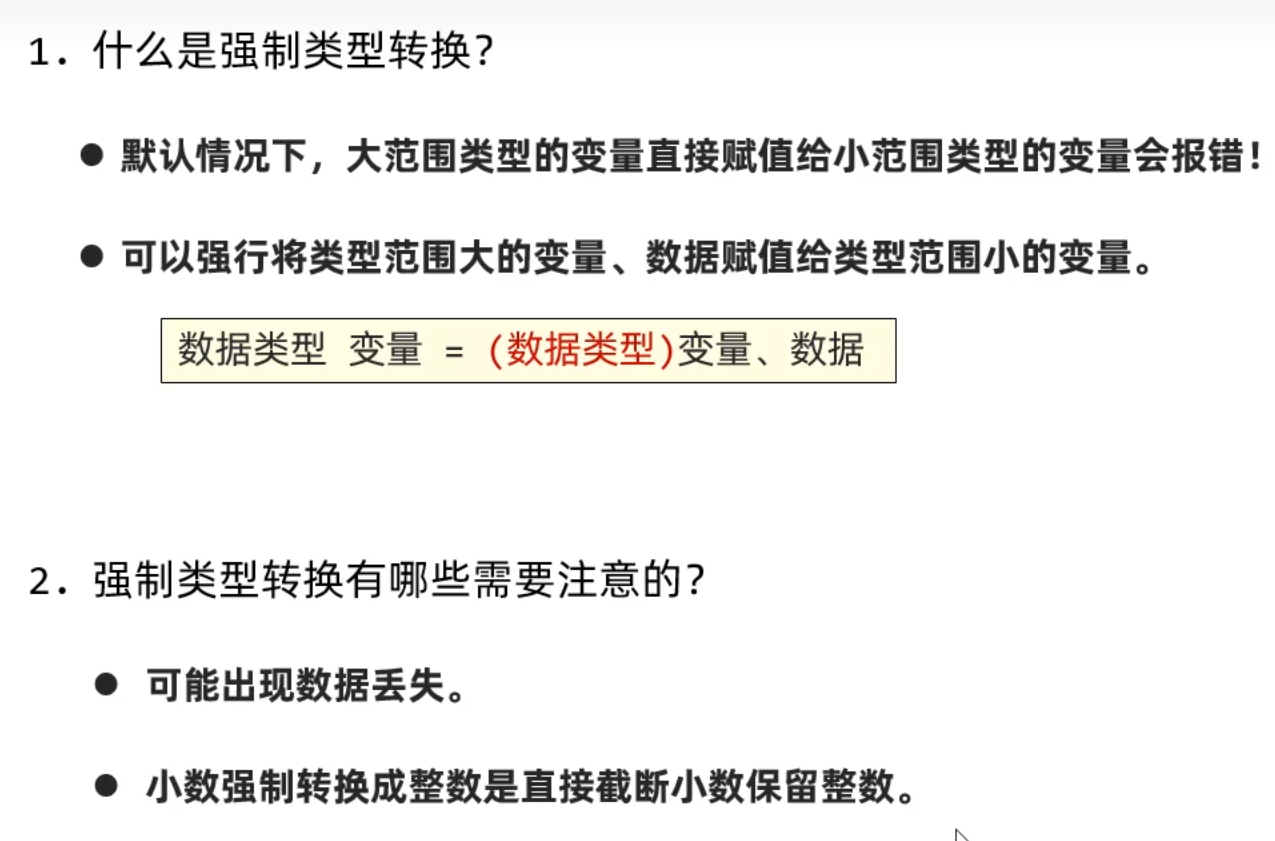 1. 什么是强制类型转换？
● 默认情况下，大范围类型的变量直接赋值给小范围类型的变量会报错！
● 可以强行将类型范围大的变量、数据赋值给类型范围小的变量。
数据类型 变量 = (数据类型)变量、数据
2. 强制类型转换有哪些需要注意的？
● 可能出现数据丢失。
● 小数强制转换成整数是直接截断小数保留整数。